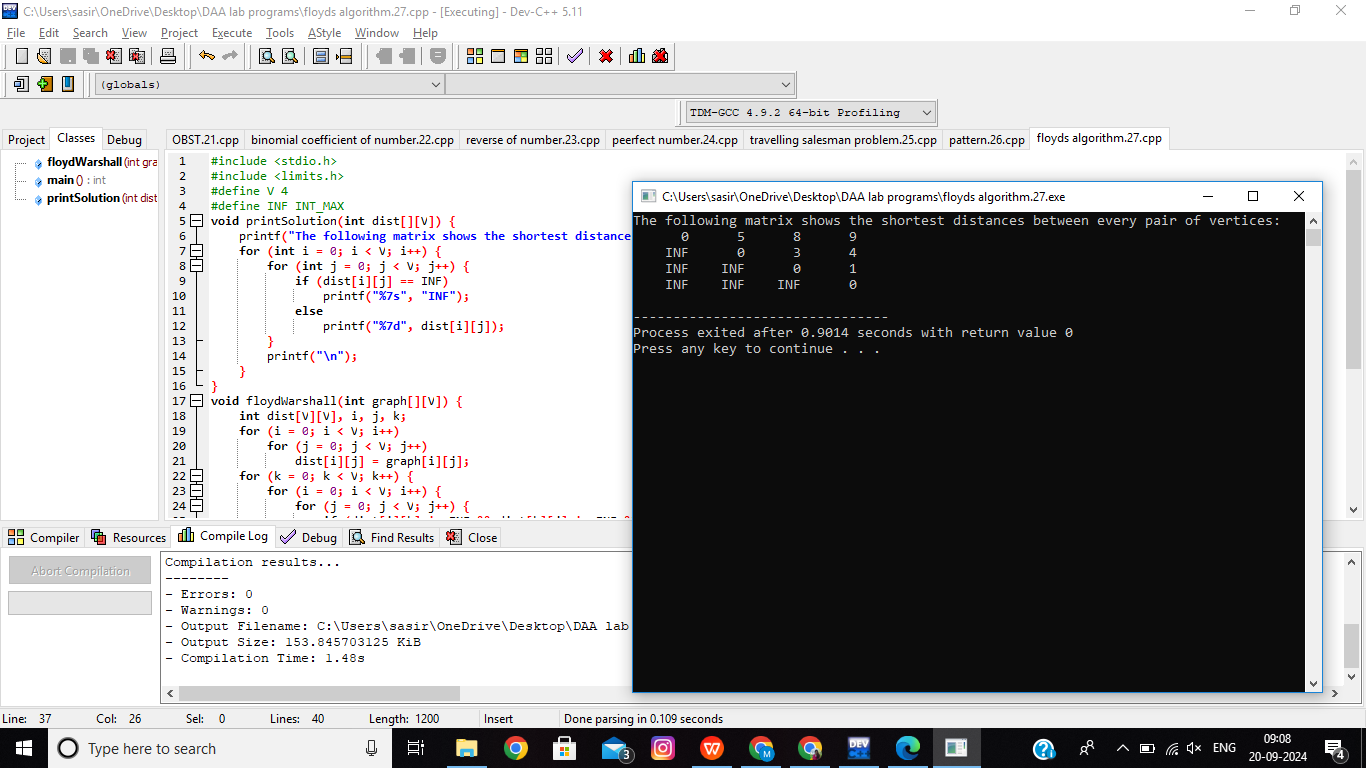 C:\Users\sasir\OneDrive\Desktop\DAA lab programs\floyds algorithm.27.cpp - [Executing] - Dev-C++ 5.11
File Edit Search View Project Execute Tools AStyle Window Help
(globals)
TDM-GCC 4.9.2 64-bit Profiling
Project Classes Debug
OBST.21.cpp binomial coefficient of number.22.cpp reverse of number.23.cpp peerfect number.24.cpp travelling salesman problem.25.cpp pattern.26.cpp floyds algorithm.27.cpp
floydWarshall (int gra
main () : int
printSolution (int dist
1 #include <stdio.h>
2 #include <limits.h>
3 #define V 4
4 #define INF INT_MAX
5 void printSolution(int dist[][V]) {
6 printf("The following matrix shows the shortest distance
7 for (int i = 0; i < V; i++) {
8 for (int j = 0; j < V; j++) {
9 if (dist[i][j] == INF)
10 printf("%7s", "INF");
11 else
12 printf("%7d", dist[i][j]);
13 }
14 printf("\n");
15 }
16 }
17 void floydWarshall(int graph[][V]) {
18 int dist[V][V], i, j, k;
19 for (i = 0; i < V; i++)
20 for (j = 0; j < V; j++)
21 dist[i][j] = graph[i][j];
22 for (k = 0; k < V; k++) {
23 for (i = 0; i < V; i++) {
24 for (j = 0; j < V; j++) {
C:\Users\sasir\OneDrive\Desktop\DAA lab programs\floyds algorithm.27.exe
The following matrix shows the shortest distances between every pair of vertices:
0 5 8 9
INF 0 3 4
INF INF 0 1
INF INF INF 0
--------------------------------
Process exited after 0.9014 seconds with return value 0
Press any key to continue . . .
Compiler Resources Compile Log Debug Find Results Close
Abort Compilation
Compilation results...
--------
- Errors: 0
- Warnings: 0
- Output Filename: C:\Users\sasir\OneDrive\Desktop\DAA lab
- Output Size: 153.845703125 KiB
- Compilation Time: 1.48s
Line: 37 Col: 26 Sel: 0 Lines: 40 Length: 1200 Insert Done parsing in 0.109 seconds
Type here to search
3
DEV
ENG
09:08
20-09-2024
4